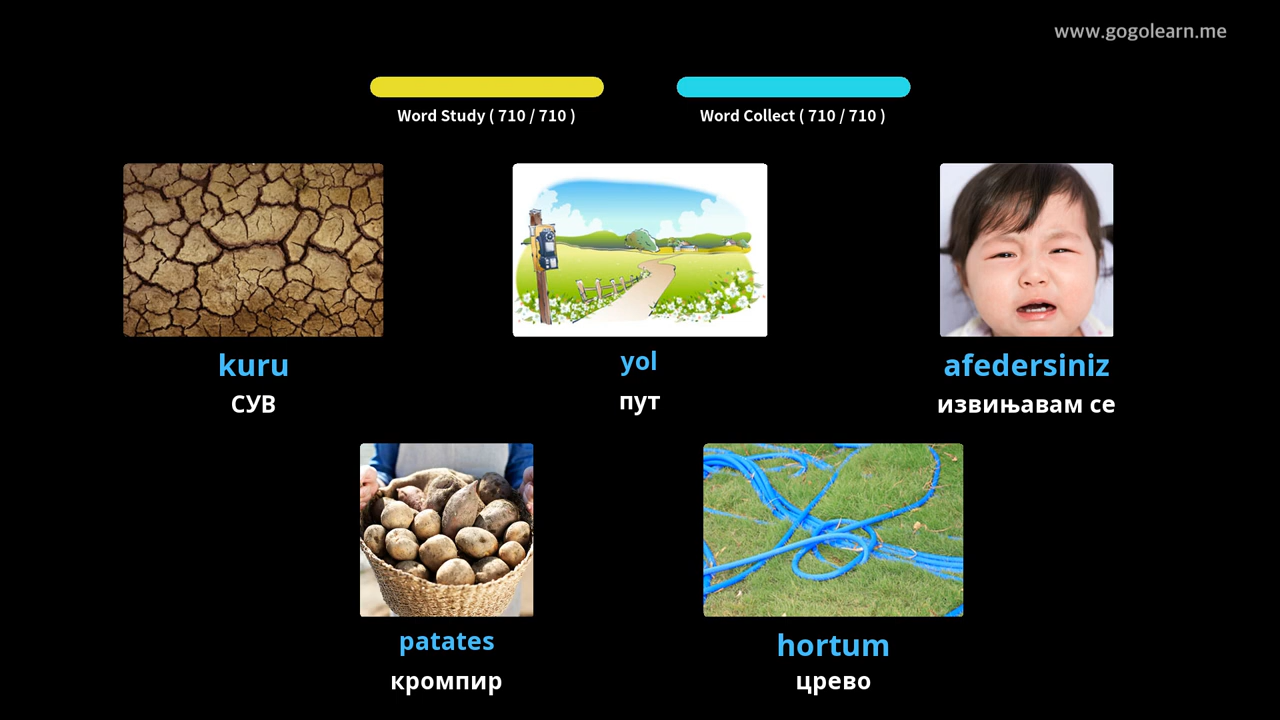 www.gogolearn.me
Word Study ( 710 / 710 )
Word Collect ( 710 / 710 )
kuru
yol
afedersiniz
СУВ
пут
извињавам се
patates
hortum
кромпир
црево